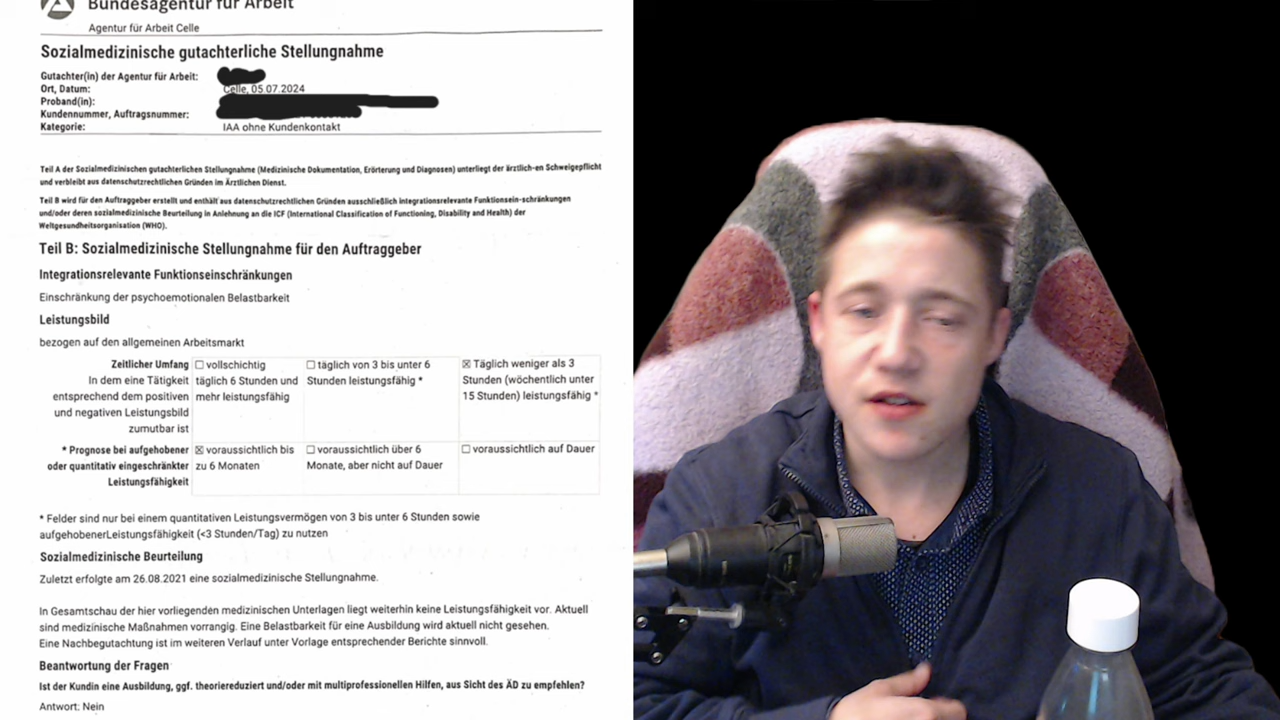 Bundesagentur für Arbeit
Agentur für Arbeit Celle
Sozialmedizinische gutachterliche Stellungnahme
Gutachter(in) der Agentur für Arbeit:
Ort, Datum: Celle, 05.07.2024
Proband(in):
Kundennummer, Auftragsnummer:
Kategorie: IAA ohne Kundenkontakt
Teil A der Sozialmedizinischen gutachterlichen Stellungnahme (Medizinische Dokumentation, Erörterung und Diagnosen) unterliegt der ärztlich-en Schweigepflicht
und verbleibt aus datenschutzrechtlichen Gründen im Ärztlichen Dienst.
Teil B wird für den Auftraggeber erstellt und enthält aus datenschutzrechtlichen Gründen ausschließlich integrationsrelevante Funktionsein-schränkungen
und/oder deren sozialmedizinische Beurteilung in Anlehnung an die ICF (International Classification of Functioning, Disability and Health) der
Weltgesundheitsorganisation (WHO).
Teil B: Sozialmedizinische Stellungnahme für den Auftraggeber
Integrationsrelevante Funktionseinschränkungen
Einschränkung der psychoemotionalen Belastbarkeit
Leistungsbild
bezogen auf den allgemeinen Arbeitsmarkt
Zeitlicher Umfang ☐ vollschichtig ☐ täglich von 3 bis unter 6 ☒ Täglich weniger als 3
In dem eine Tätigkeit täglich 6 Stunden und Stunden leistungsfähig * Stunden (wöchentlich unter
entsprechend dem positiven mehr leistungsfähig 15 Stunden) leistungsfähig *
und negativen Leistungsbild
zumutbar ist
* Prognose bei aufgehobener ☒ voraussichtlich bis ☐ voraussichtlich über 6 ☐ voraussichtlich auf Dauer
oder quantitativ eingeschränkter zu 6 Monaten Monate, aber nicht auf Dauer
Leistungsfähigkeit
* Felder sind nur bei einem quantitativen Leistungsvermögen von 3 bis unter 6 Stunden sowie
aufgehobenerLeistungsfähigkeit (<3 Stunden/Tag) zu nutzen
Sozialmedizinische Beurteilung
Zuletzt erfolgte am 26.08.2021 eine sozialmedizinische Stellungnahme.
In Gesamtschau der hier vorliegenden medizinischen Unterlagen liegt weiterhin keine Leistungsfähigkeit vor. Aktuell
sind medizinische Maßnahmen vorrangig. Eine Belastbarkeit für eine Ausbildung wird aktuell nicht gesehen.
Eine Nachbegutachtung ist im weiteren Verlauf unter Vorlage entsprechender Berichte sinnvoll.
Beantwortung der Fragen
Ist der Kundin eine Ausbildung, ggf. theoriereduziert und/oder mit multiprofessionellen Hilfen, aus Sicht des ÄD zu empfehlen?
Antwort: Nein